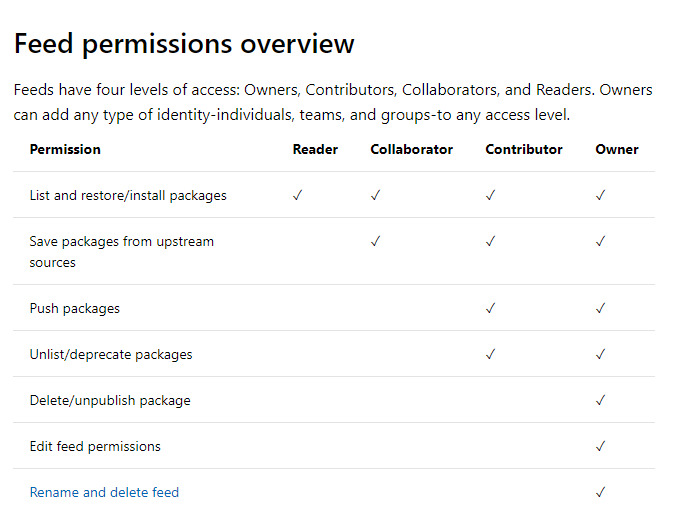 Feed permissions overview
Feeds have four levels of access: Owners, Contributors, Collaborators, and Readers. Owners
can add any type of identity-individuals, teams, and groups-to any access level.
Permission Reader Collaborator Contributor Owner
List and restore/install packages ✓ ✓ ✓ ✓
Save packages from upstream
sources ✓ ✓ ✓
Push packages ✓ ✓
Unlist/deprecate packages ✓ ✓
Delete/unpublish package ✓
Edit feed permissions ✓
Rename and delete feed ✓